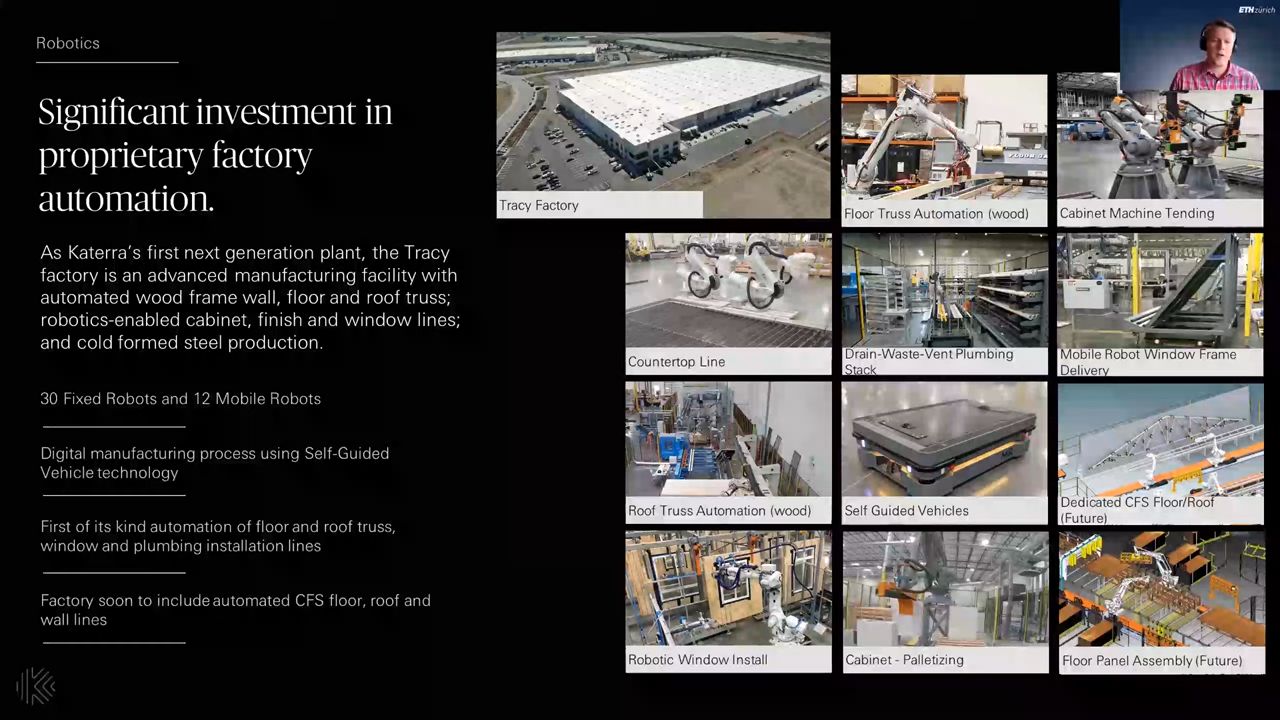 ETH zürich
Robotics
Significant investment in
proprietary factory
automation.
As Katerra’s first next generation plant, the Tracy
factory is an advanced manufacturing facility with
automated wood frame wall, floor and roof truss;
robotics-enabled cabinet, finish and window lines;
and cold formed steel production.
30 Fixed Robots and 12 Mobile Robots
Digital manufacturing process using Self-Guided
Vehicle technology
First of its kind automation of floor and roof truss,
window and plumbing installation lines
Factory soon to include automated CFS floor, roof and
wall lines
Tracy Factory
Floor Truss Automation (wood)
Cabinet Machine Tending
Countertop Line
Drain-Waste-Vent Plumbing
Stack
Mobile Robot Window Frame
Delivery
Roof Truss Automation (wood)
Self Guided Vehicles
Dedicated CFS Floor/Roof
(Future)
Robotic Window Install
Cabinet - Palletizing
Floor Panel Assembly (Future)